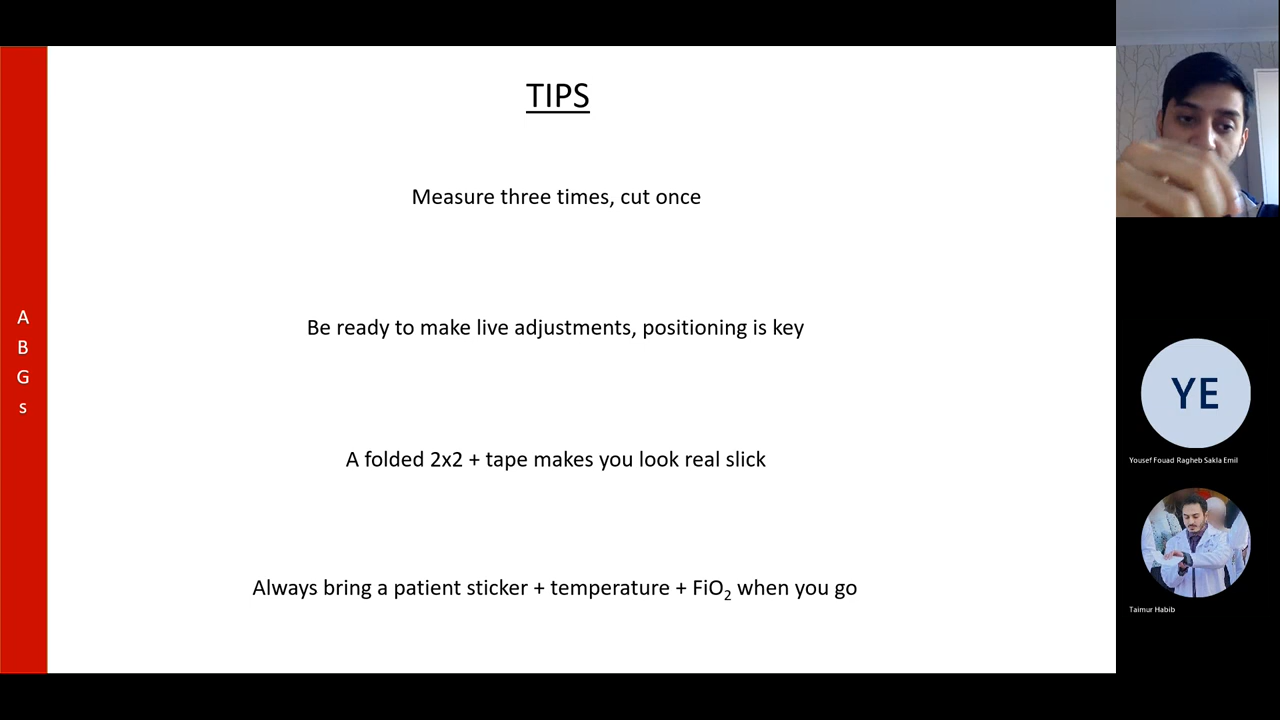 TIPS
Measure three times, cut once
Be ready to make live adjustments, positioning is key
A folded 2x2 + tape makes you look real slick
Always bring a patient sticker + temperature + FiO₂ when you go
A
B
G
s
YE
Yousef Fouad Ragheb Sakla Emil
Taimur Habib